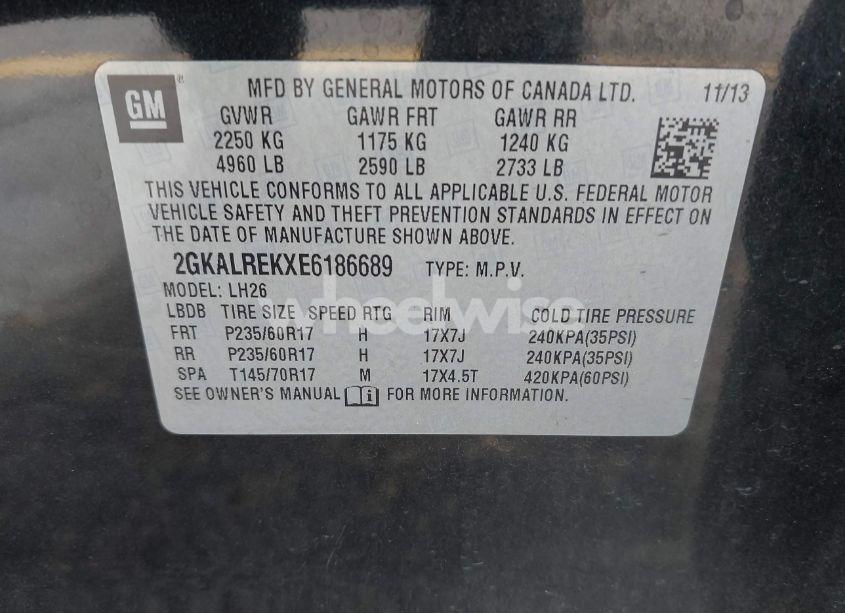 GM
MFD BY GENERAL MOTORS OF CANADA LTD. 11/13
GVWR GAWR FRT GAWR RR
2250 KG 1175 KG 1240 KG
4960 LB 2590 LB 2733 LB
THIS VEHICLE CONFORMS TO ALL APPLICABLE U.S. FEDERAL MOTOR
VEHICLE SAFETY AND THEFT PREVENTION STANDARDS IN EFFECT ON
THE DATE OF MANUFACTURE SHOWN ABOVE.
2GKALREKXE6186689 TYPE: M.P.V.
MODEL: LH26
wheelwise
LBDB TIRE SIZE SPEED RTG RIM COLD TIRE PRESSURE
FRT P235/60R17 H 17X7J 240KPA(35PSI)
RR P235/60R17 H 17X7J 240KPA(35PSI)
SPA T145/70R17 M 17X4.5T 420KPA(60PSI)
SEE OWNER'S MANUAL i FOR MORE INFORMATION.